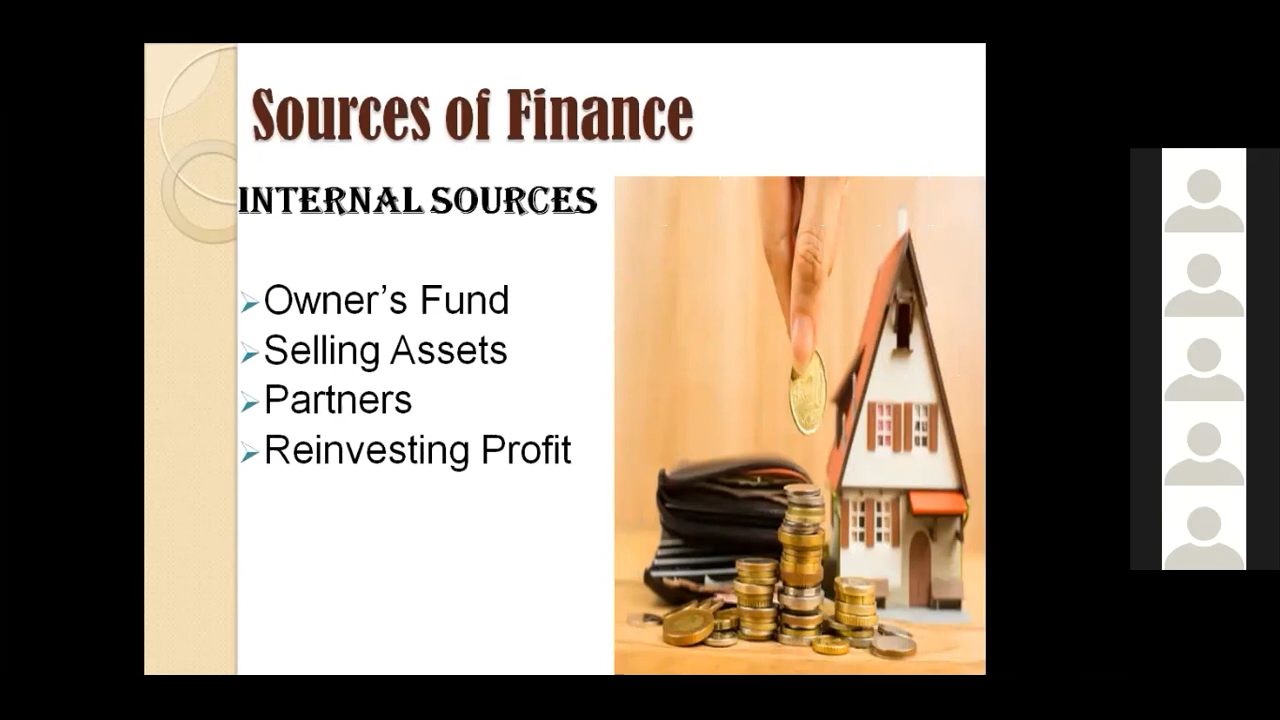 Sources of Finance
INTERNAL SOURCES
Owner’s Fund
Selling Assets
Partners
Reinvesting Profit